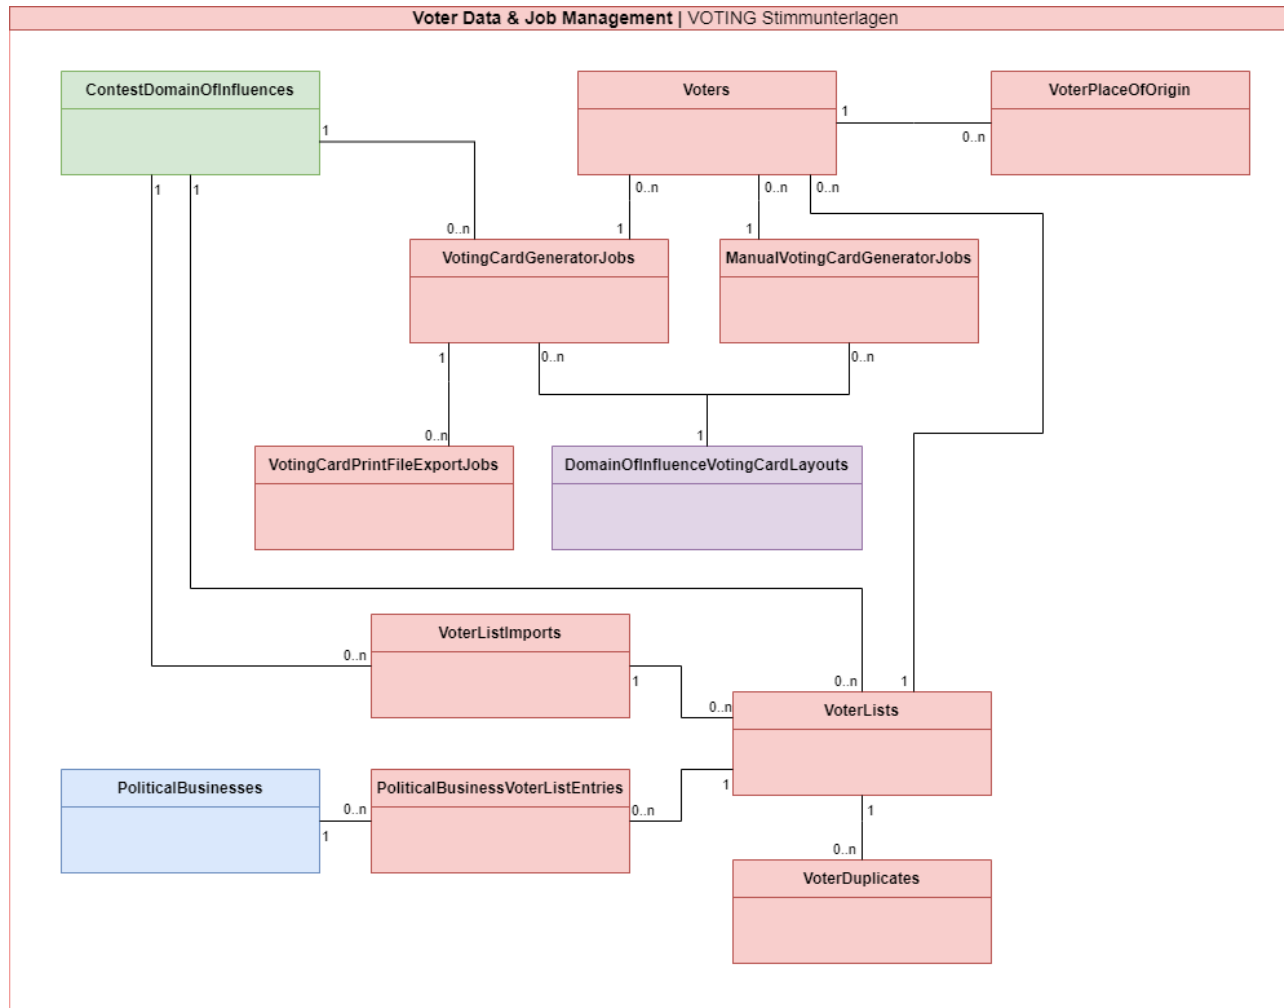 Voter Data & Job Management | VOTING Stimmunterlagen
ContestDomainOfInfluences
Voters
VoterPlaceOfOrigin
1
1
0..n
1
1
0..n
0..n
0..n
0..n
1
1
VotingCardGeneratorJobs
ManualVotingCardGeneratorJobs
1
0..n
0..n
0..n
1
VotingCardPrintFileExportJobs
DomainOfInfluenceVotingCardLayouts
VoterListImports
0..n
1
0..n
1
0..n
VoterLists
PoliticalBusinesses
PoliticalBusinessVoterListEntries
0..n
1
0..n
1
1
0..n
VoterDuplicates